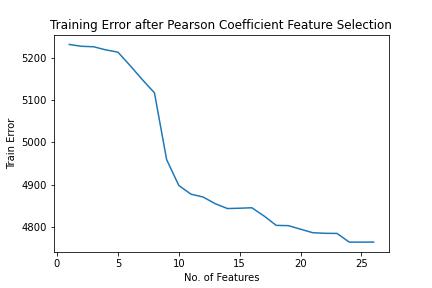 Training Error after Pearson Coefficient Feature Selection
5200
5100
5000
4900
4800
Train Error
0 5 10 15 20 25
No. of Features